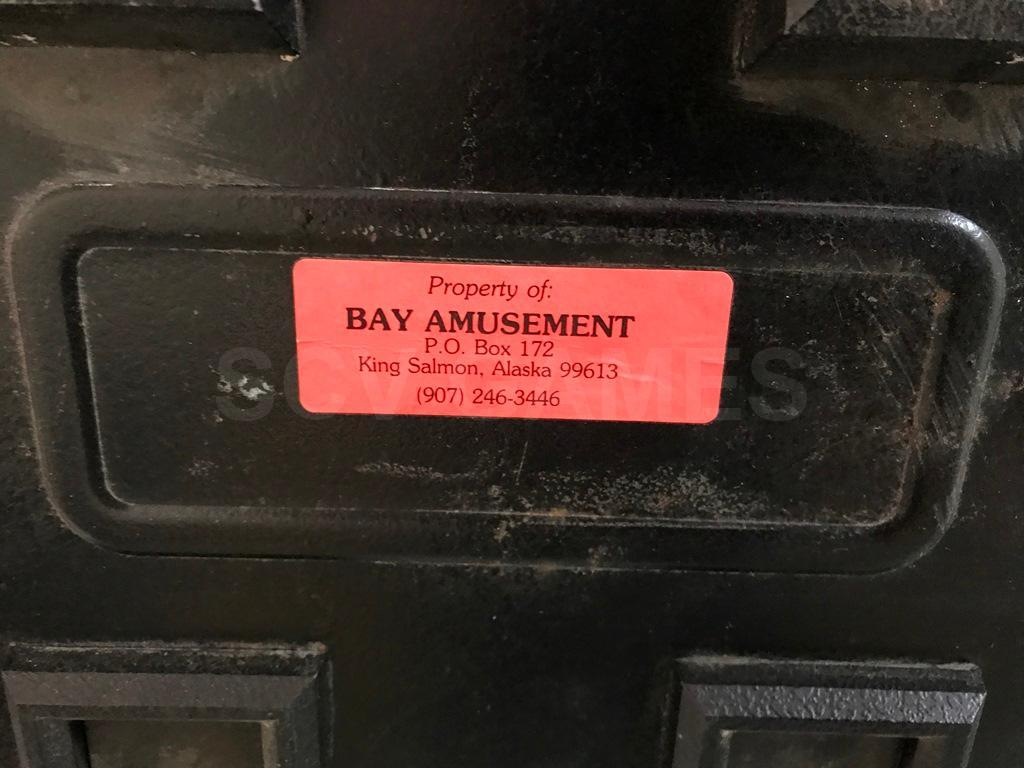 Property of:
BAY AMUSEMENT
P.O. Box 172
King Salmon, Alaska 99613
(907) 246-3446